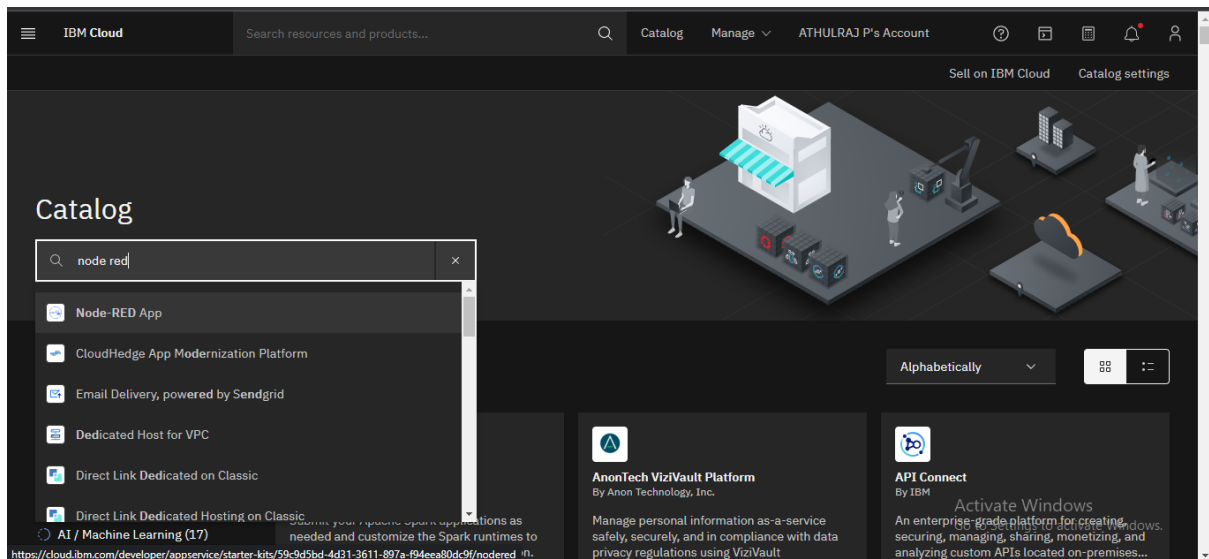 IBM Cloud
Search resources and products...
Catalog
Manage
ATHULRAJ P's Account
Sell on IBM Cloud
Catalog settings
Catalog
node red
Node-RED App
CloudHedge App Modernization Platform
Email Delivery, powered by Sendgrid
Dedicated Host for VPC
Direct Link Dedicated on Classic
Direct Link Dedicated Hosting on Classic
AI / Machine Learning (17)
Alphabetically
Submit your Apache Spark applications as
needed and customize the Spark runtimes to
n.
AnonTech ViziVault Platform
By Anon Technology, Inc.
Manage personal information as-a-service
safely, securely, and in compliance with data
privacy regulations using ViziVault
API Connect
By IBM
An enterprise-grade platform for creating,
securing, managing, sharing, monetizing, and
analyzing custom APIs located on-premises...
Activate Windows
Go to Settings to activate Windows.
https://cloud.ibm.com/developer/appservice/starter-kits/59c9d5bd-4d31-3611-897a-f94eea80dc9f/nodered